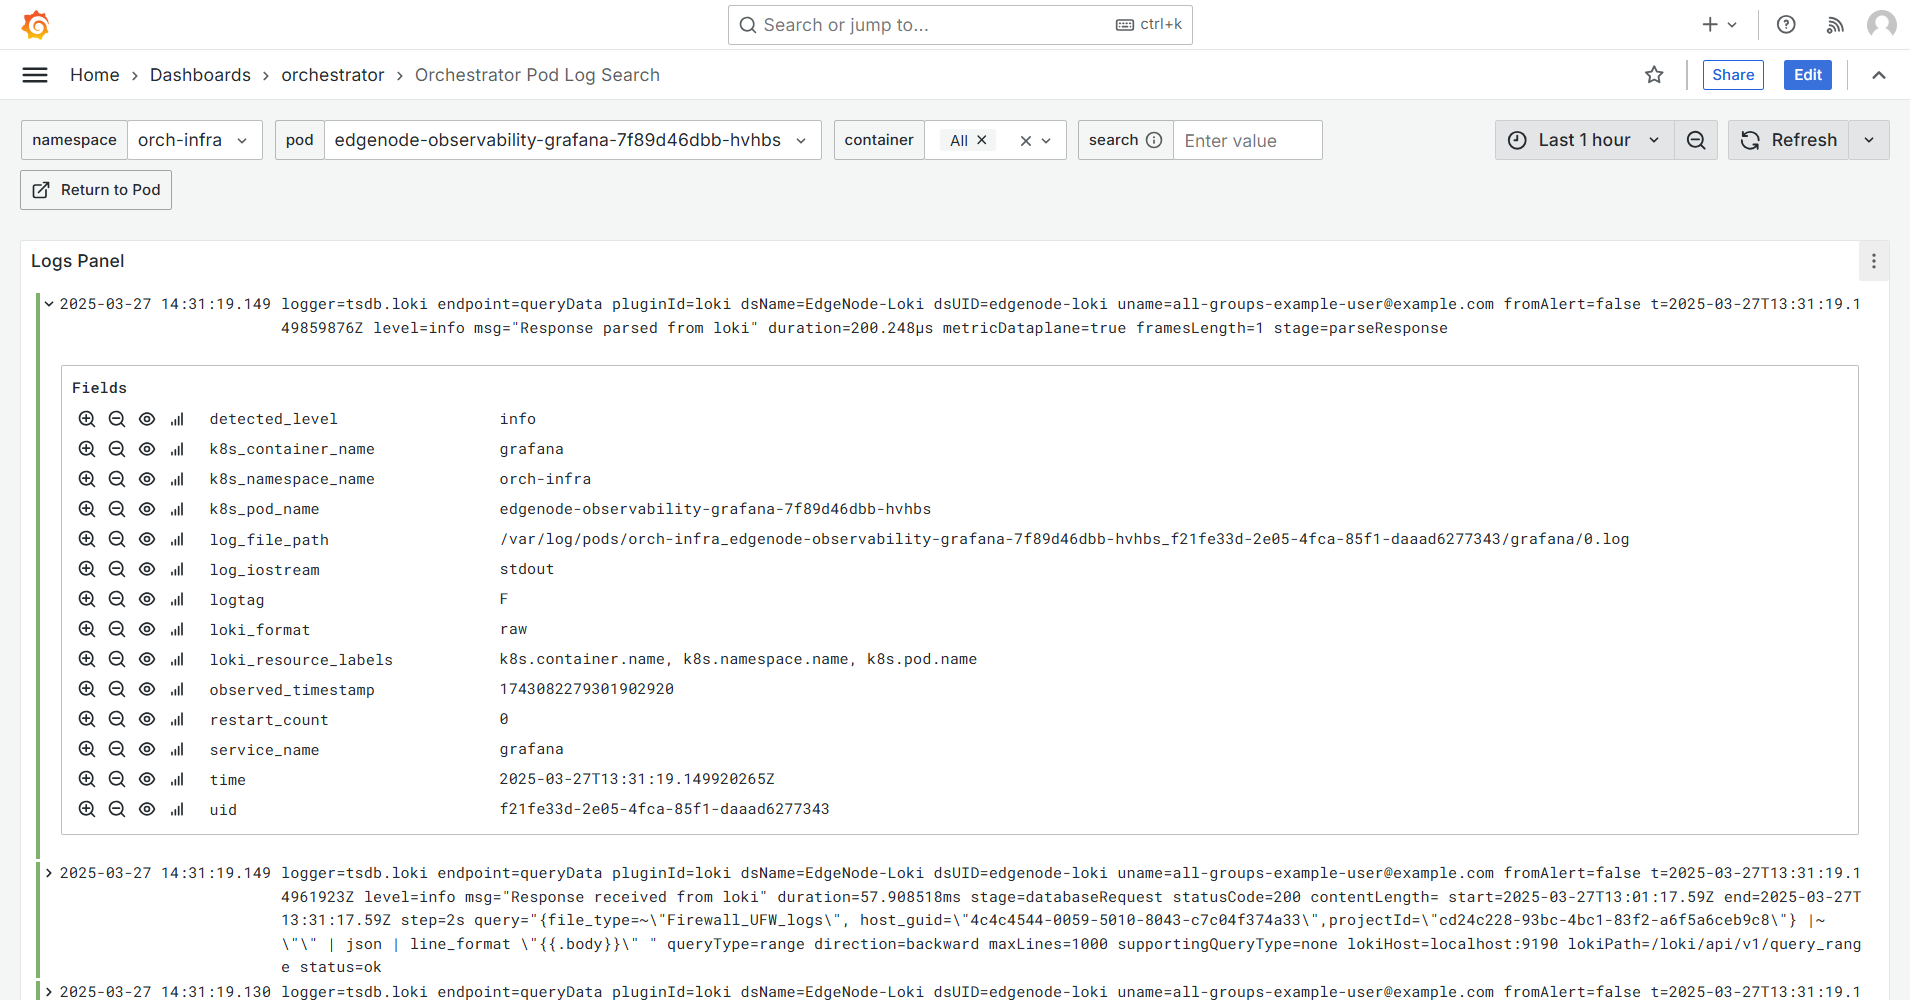 Search or jump to... ctrl+k
Home › Dashboards › orchestrator › Orchestrator Pod Log Search Share Edit
namespace orch-infra pod edgenode-observability-grafana-7f89d46dbb-hvhbs container All search Enter value Last 1 hour Refresh
Return to Pod
Logs Panel
2025-03-27 14:31:19.149 logger=tsdb.loki endpoint=queryData pluginId=loki dsName=EdgeNode-Loki dsUID=edgenode-loki uname=all-groups-example-user@example.com fromAlert=false t=2025-03-27T13:31:19.1
49859876Z level=info msg="Response parsed from loki" duration=200.248µs metricDataplane=true framesLength=1 stage=parseResponse
Fields
detected_level info
k8s_container_name grafana
k8s_namespace_name orch-infra
k8s_pod_name edgenode-observability-grafana-7f89d46dbb-hvhbs
log_file_path /var/log/pods/orch-infra_edgenode-observability-grafana-7f89d46dbb-hvhbs_f21fe33d-2e05-4fca-85f1-daaad6277343/grafana/0.log
log_iostream stdout
logtag F
loki_format raw
loki_resource_labels k8s.container.name, k8s.namespace.name, k8s.pod.name
observed_timestamp 1743082279301902920
restart_count 0
service_name grafana
time 2025-03-27T13:31:19.149920265Z
uid f21fe33d-2e05-4fca-85f1-daaad6277343
2025-03-27 14:31:19.149 logger=tsdb.loki endpoint=queryData pluginId=loki dsName=EdgeNode-Loki dsUID=edgenode-loki uname=all-groups-example-user@example.com fromAlert=false t=2025-03-27T13:31:19.1
4961923Z level=info msg="Response received from loki" duration=57.908518ms stage=databaseRequest statusCode=200 contentLength= start=2025-03-27T13:01:17.59Z end=2025-03-27T
13:31:17.59Z step=2s query="{file_type=~\"Firewall_UFW_logs\", host_guid=\"4c4c4544-0059-5010-8043-c7c04f374a33\",projectId=\"cd24c228-93bc-4bc1-83f2-a6f5a6ceb9c8\"} |~
\"\" | json | line_format \"{{.body}}\" " queryType=range direction=backward maxLines=1000 supportingQueryType=none lokiHost=localhost:9190 lokiPath=/loki/api/v1/query_rang
e status=ok
2025-03-27 14:31:19.130 logger=tsdb.loki endpoint=queryData pluginId=loki dsName=EdgeNode-Loki dsUID=edgenode-loki uname=all-groups-example-user@example.com fromAlert=false t=2025-03-27T13:31:19.1